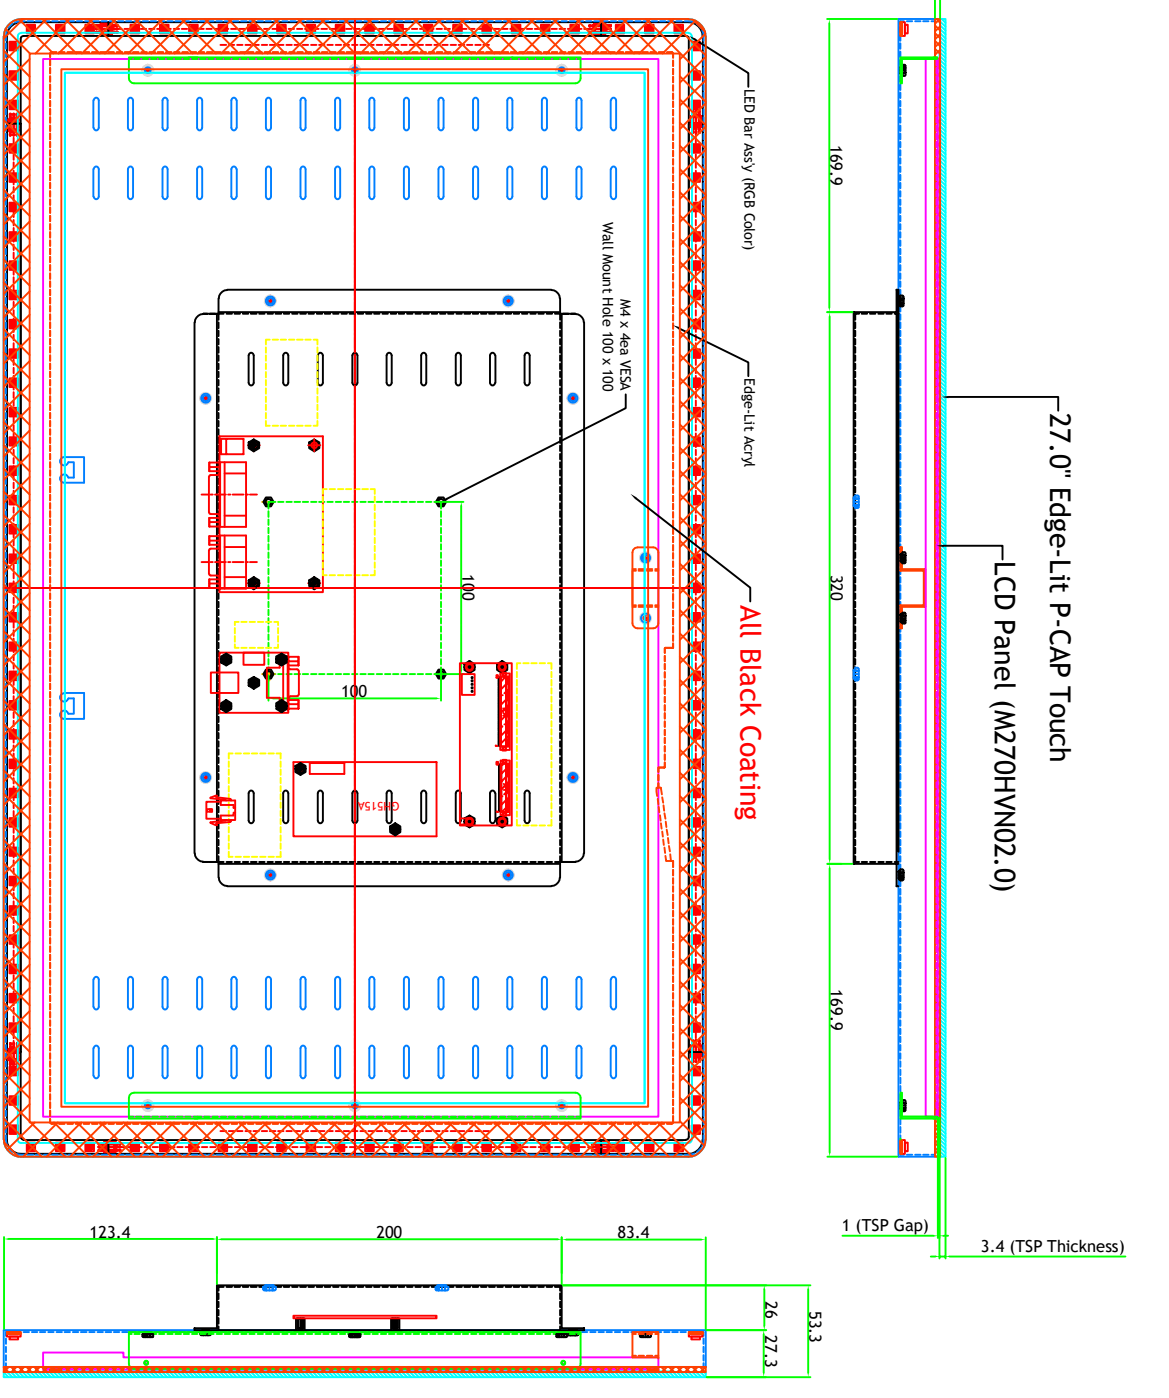 27.0" Edge-Lit P-CAP Touch
LCD Panel (M270HVN02.0)
169.9
320
169.9
LED Bar Ass'y (RGB Color)
Edge-Lit Acryl
All Black Coating
M4 x 4ea VESA
Wall Mount Hole 100 x 100
100
100
GH515A
1 (TSP Gap)
3.4 (TSP Thickness)
123.4
200
83.4
26
27.3
53.3